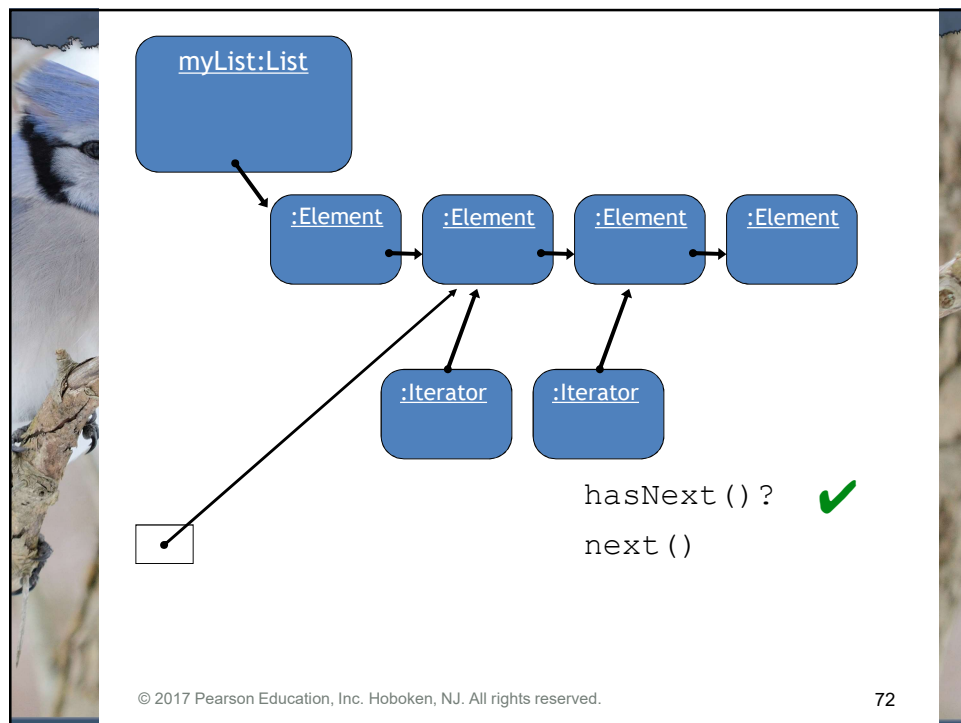 myList:List
:Element :Element :Element :Element
:Iterator :Iterator
hasNext()? ✔
next()
© 2017 Pearson Education, Inc. Hoboken, NJ. All rights reserved. 72